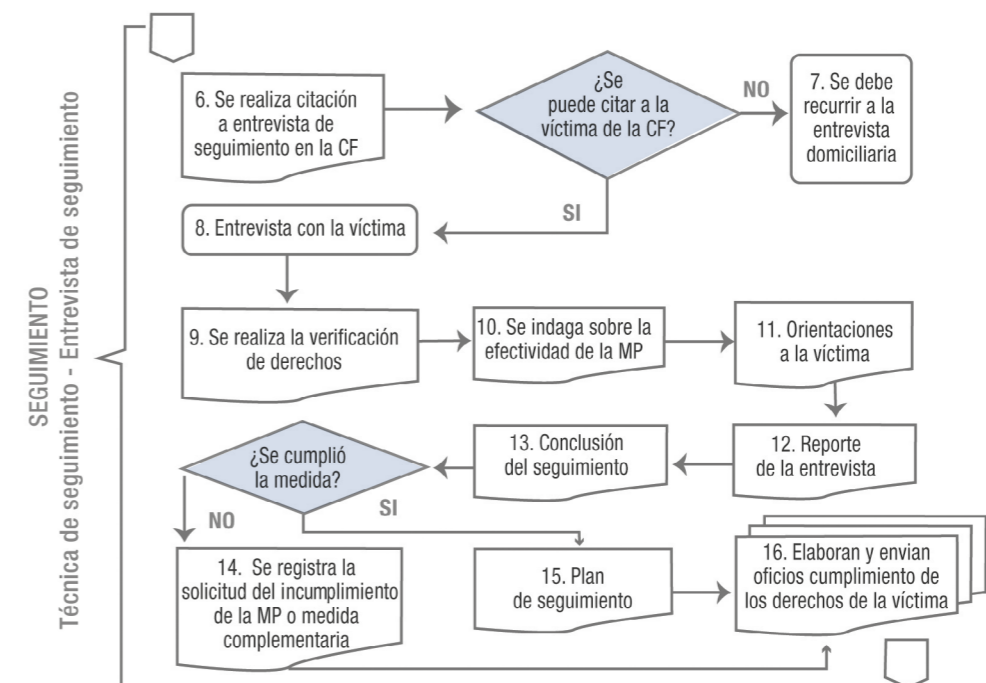 SEGUIMIENTO
Técnica de seguimiento - Entrevista de seguimiento
6. Se realiza citación
a entrevista de
seguimiento en la CF
¿Se
puede citar a la
víctima de la CF?
NO
7. Se debe
recurrir a la
entrevista
domiciliaria
SI
8. Entrevista con la víctima
9. Se realiza la verificación
de derechos
10. Se indaga sobre la
efectividad de la MP
11. Orientaciones
a la víctima
12. Reporte
de la entrevista
13. Conclusión
del seguimiento
¿Se cumplió
la medida?
NO
SI
14. Se registra la
solicitud del incumplimiento
de la MP o medida
complementaria
15. Plan
de seguimiento
16. Elaboran y envian
oficios cumplimiento de
los derechos de la víctima